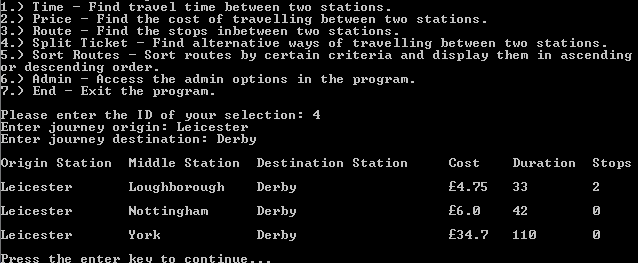 1.) Time - Find travel time between two stations.
2.) Price - Find the cost of travelling between two stations.
3.) Route - Find the stops inbetween two stations.
4.) Split Ticket - Find alternative ways of travelling between two stations.
5.) Sort Routes - Sort routes by certain criteria and display them in ascending
or descending order.
6.) Admin - Access the admin options in the program.
7.) End - Exit the program.
Please enter the ID of your selection: 4
Enter journey origin: Leicester
Enter journey destination: Derby
Origin Station Middle Station Destination Station Cost Duration Stops
Leicester Loughborough Derby £4.75 33 2
Leicester Nottingham Derby £6.0 42 0
Leicester York Derby £34.7 110 0
Press the enter key to continue...